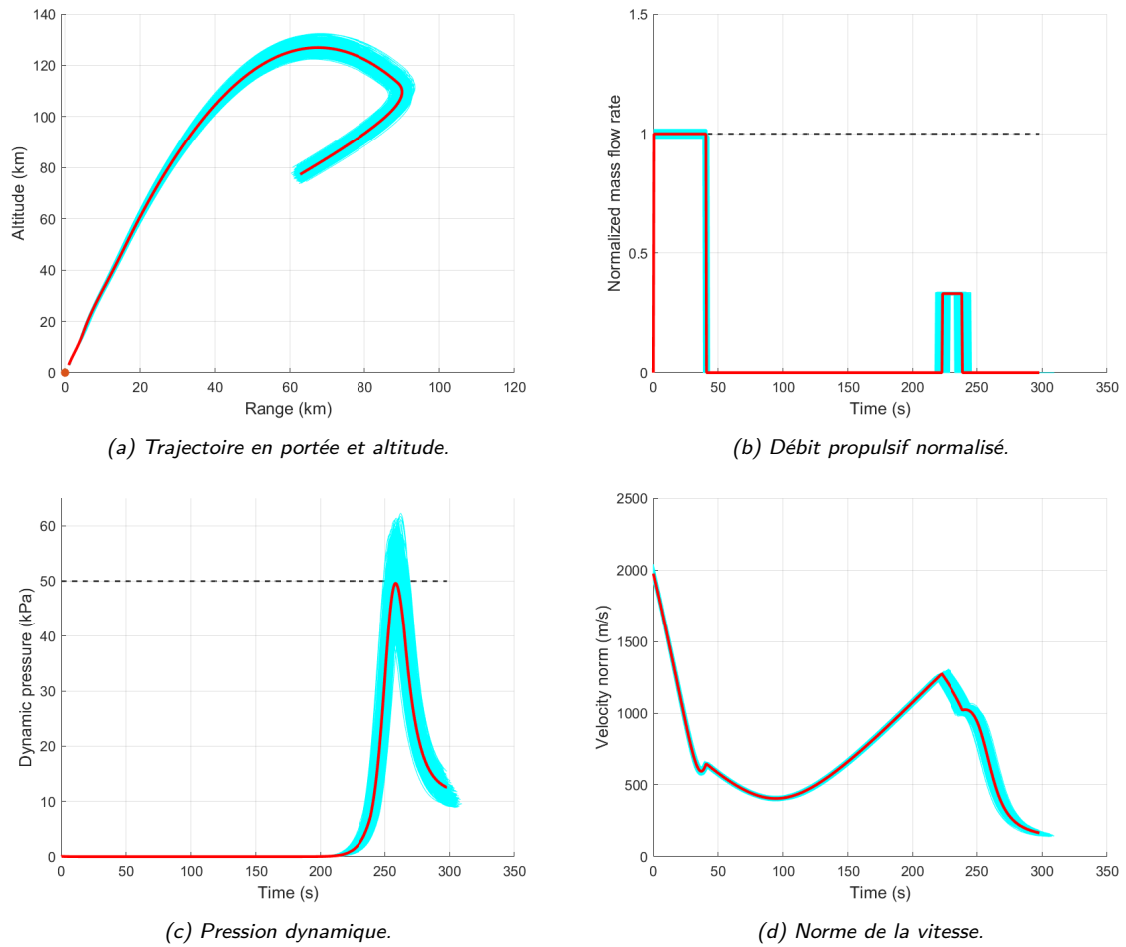 140
120
100
80
60
40
20
0
Altitude (km)
0 20 40 60 80 100 120
Range (km)
(a) Trajectoire en portée et altitude.
1.5
1
0.5
0
Normalized mass flow rate
0 50 100 150 200 250 300 350
Time (s)
(b) Débit propulsif normalisé.
60
50
40
30
20
10
0
Dynamic pressure (kPa)
0 50 100 150 200 250 300 350
Time (s)
(c) Pression dynamique.
2500
2000
1500
1000
500
0
Velocity norm (m/s)
0 50 100 150 200 250 300 350
Time (s)
(d) Norme de la vitesse.